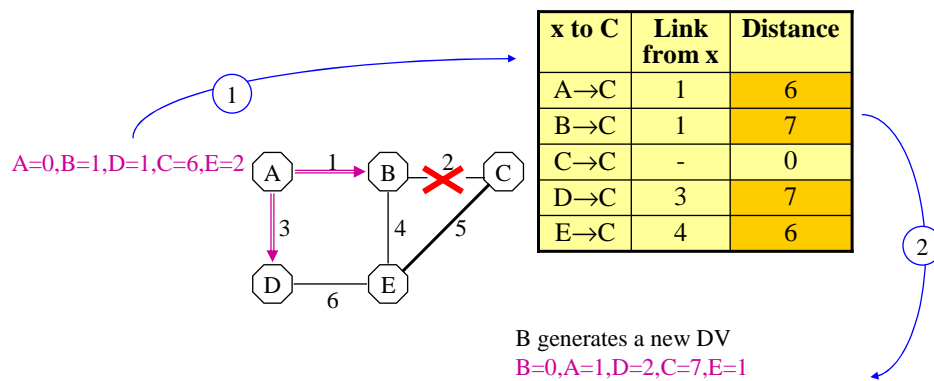 x to C Link from x Distance
A→C 1 6
B→C 1 7
C→C - 0
D→C 3 7
E→C 4 6
1
A=0,B=1,D=1,C=6,E=2
A 1 B 2 C
3 4 5
D 6 E
2
B generates a new DV
B=0,A=1,D=2,C=7,E=1